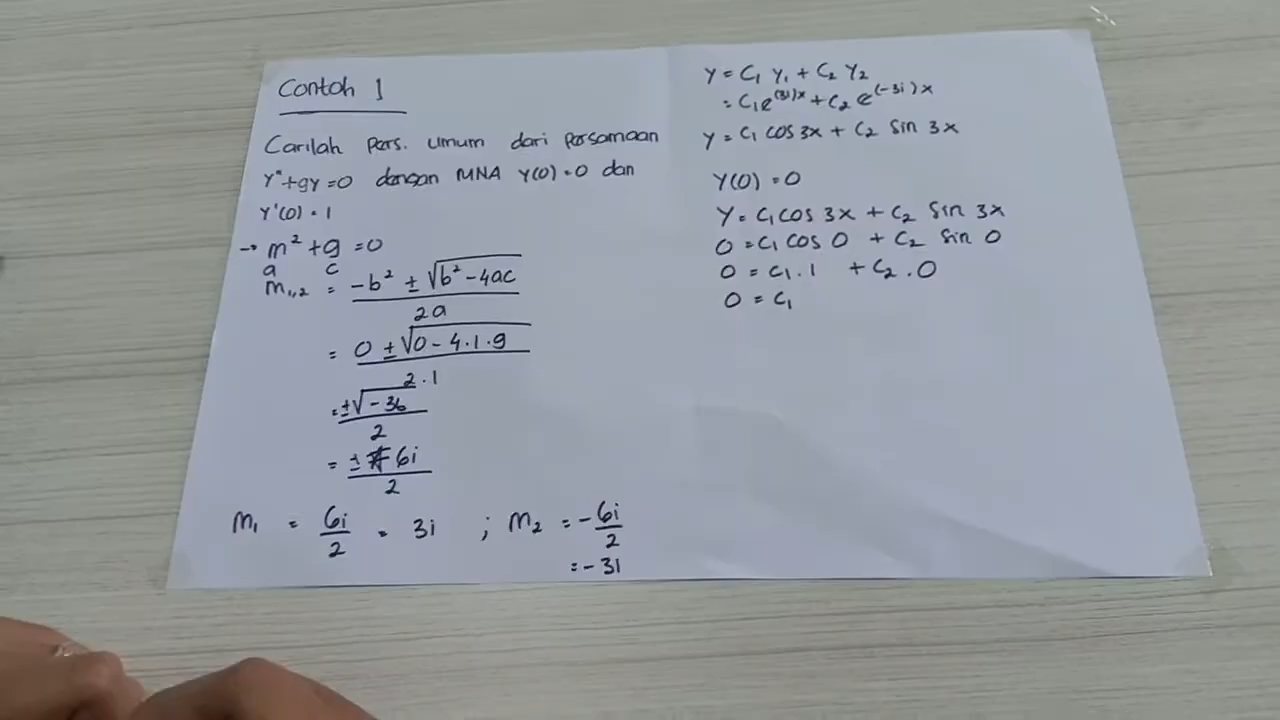 Contoh 1
Carilah Pers. Umum dari Persamaan
y"+9y=0 dengan MNA y(0)=0 dan
y'(0)=1
→ m²+9=0
a c
m₁,₂ = -b² ± √b²-4ac
2a
= 0 ± √0-4.1.9
2.1
= ±√-36
2
= ± 6i
2
m₁ = 6i/2 = 3i ; m₂ = -6i/2
= -3i
y = C₁ y₁ + C₂ y₂
= C₁e^(3i)x + C₂ e^(-3i)x
y = C₁ cos 3x + C₂ sin 3x
y(0) = 0
y = C₁ cos 3x + C₂ sin 3x
0 = C₁ cos 0 + C₂ sin 0
0 = C₁ . 1 + C₂ . 0
0 = C₁